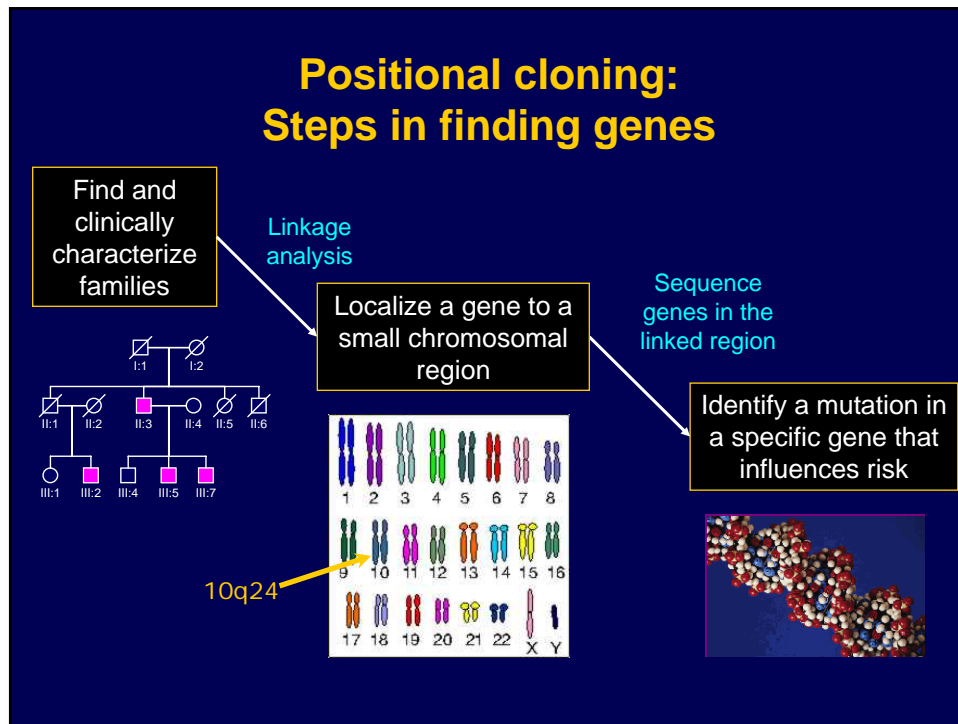 Positional cloning:
Steps in finding genes
Find and
clinically
characterize
families
Linkage
analysis
Localize a gene to a
small chromosomal
region
Sequence
genes in the
linked region
Identify a mutation in
a specific gene that
influences risk
I:1 I:2
II:1 II:2 II:3 II:4 II:5 II:6
III:1 III:2 III:4 III:5 III:7
1 2 3 4 5 6 7 8
9 10 11 12 13 14 15 16
10q24
17 18 19 20 21 22 X Y